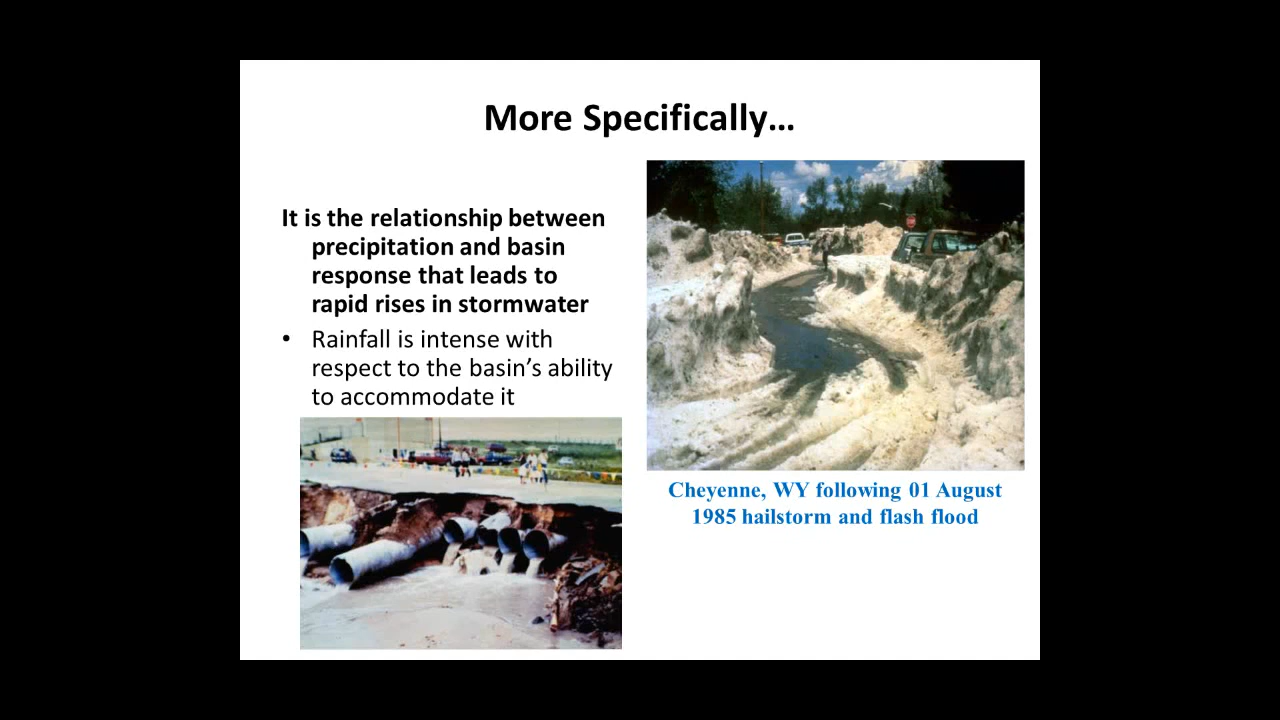 More Specifically…
It is the relationship between
precipitation and basin
response that leads to
rapid rises in stormwater
• Rainfall is intense with
respect to the basin’s ability
to accommodate it
Cheyenne, WY following 01 August
1985 hailstorm and flash flood